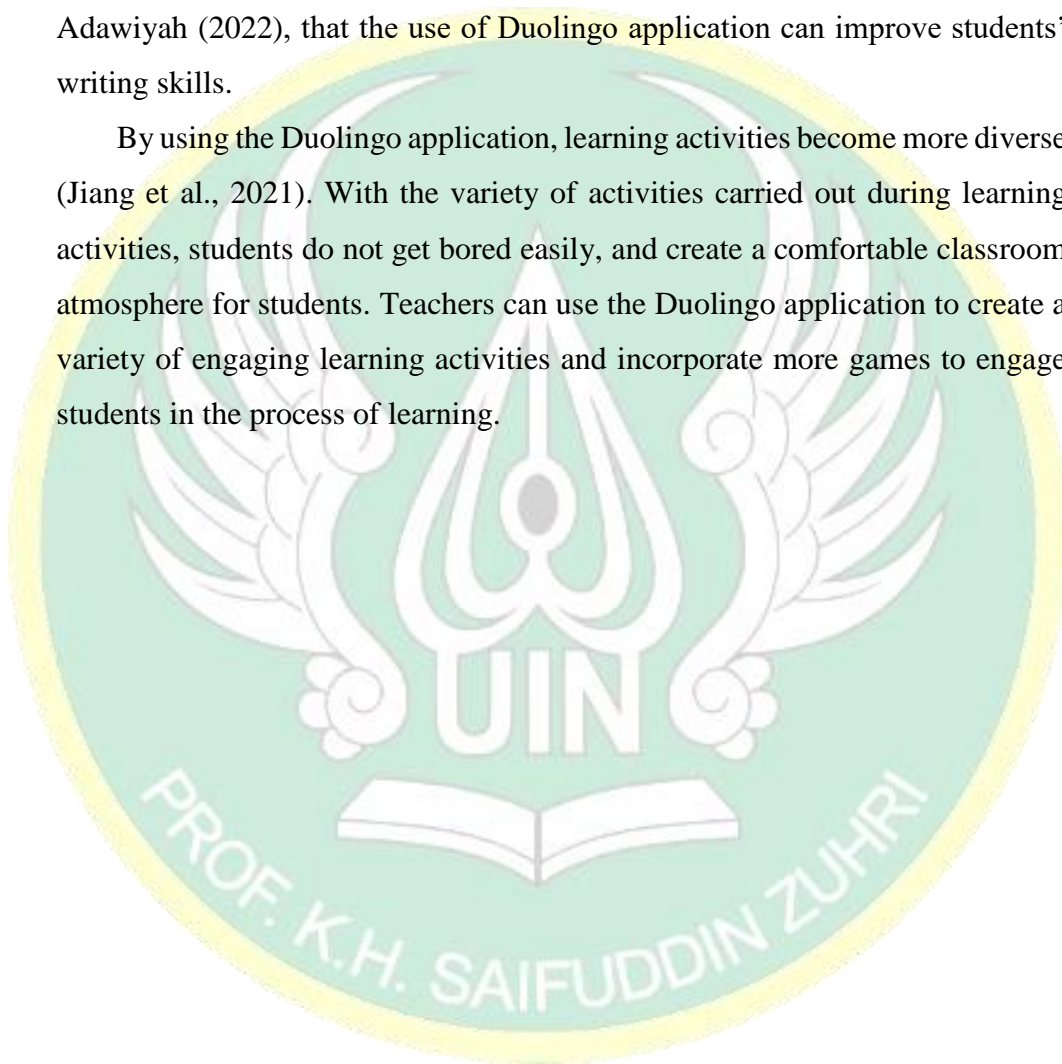 Adawiyah (2022), that the use of Duolingo application can improve students’
writing skills.
By using the Duolingo application, learning activities become more diverse
(Jiang et al., 2021). With the variety of activities carried out during learning
activities, students do not get bored easily, and create a comfortable classroom
atmosphere for students. Teachers can use the Duolingo application to create a
variety of engaging learning activities and incorporate more games to engage
students in the process of learning.
UIN
PROF. K.H. SAIFUDDIN ZUHRI